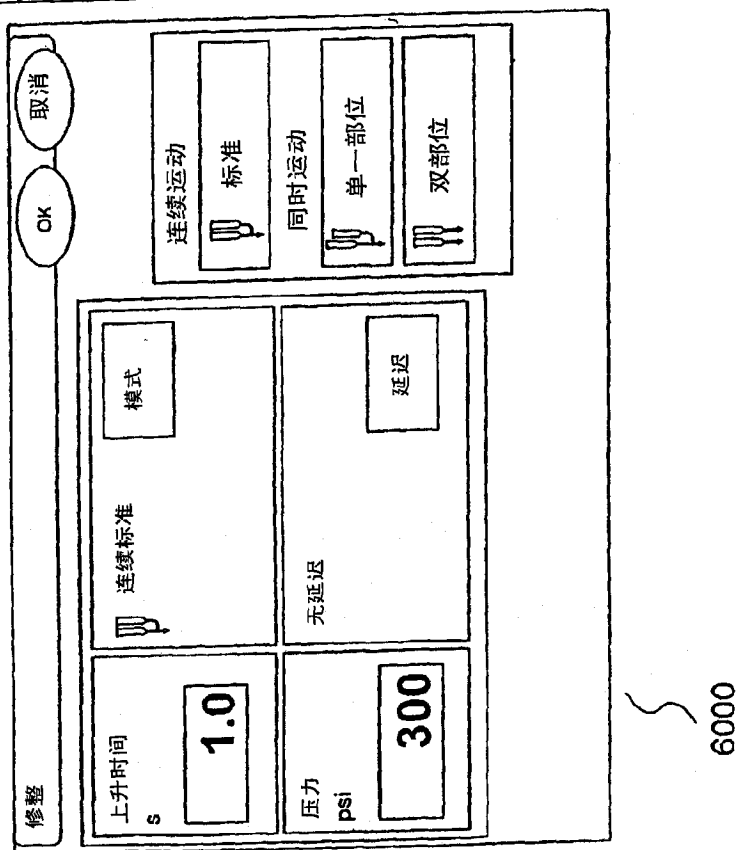 修整
OK
取消
上升时间
s
1.0
连续标准
模式
压力
psi
300
无延迟
延迟
连续运动
标准
同时运动
单一部位
双部位
6000